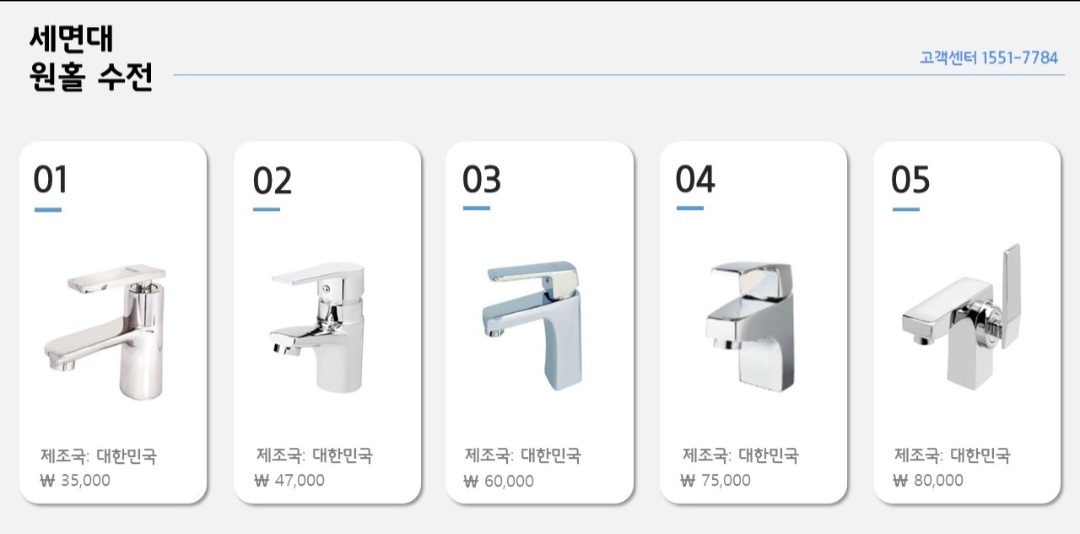 세면대
원홀 수전
고객센터 1551-7784
01
제조국: 대한민국
₩ 35,000
02
제조국: 대한민국
₩ 47,000
03
제조국: 대한민국
₩ 60,000
04
제조국: 대한민국
₩ 75,000
05
제조국: 대한민국
₩ 80,000